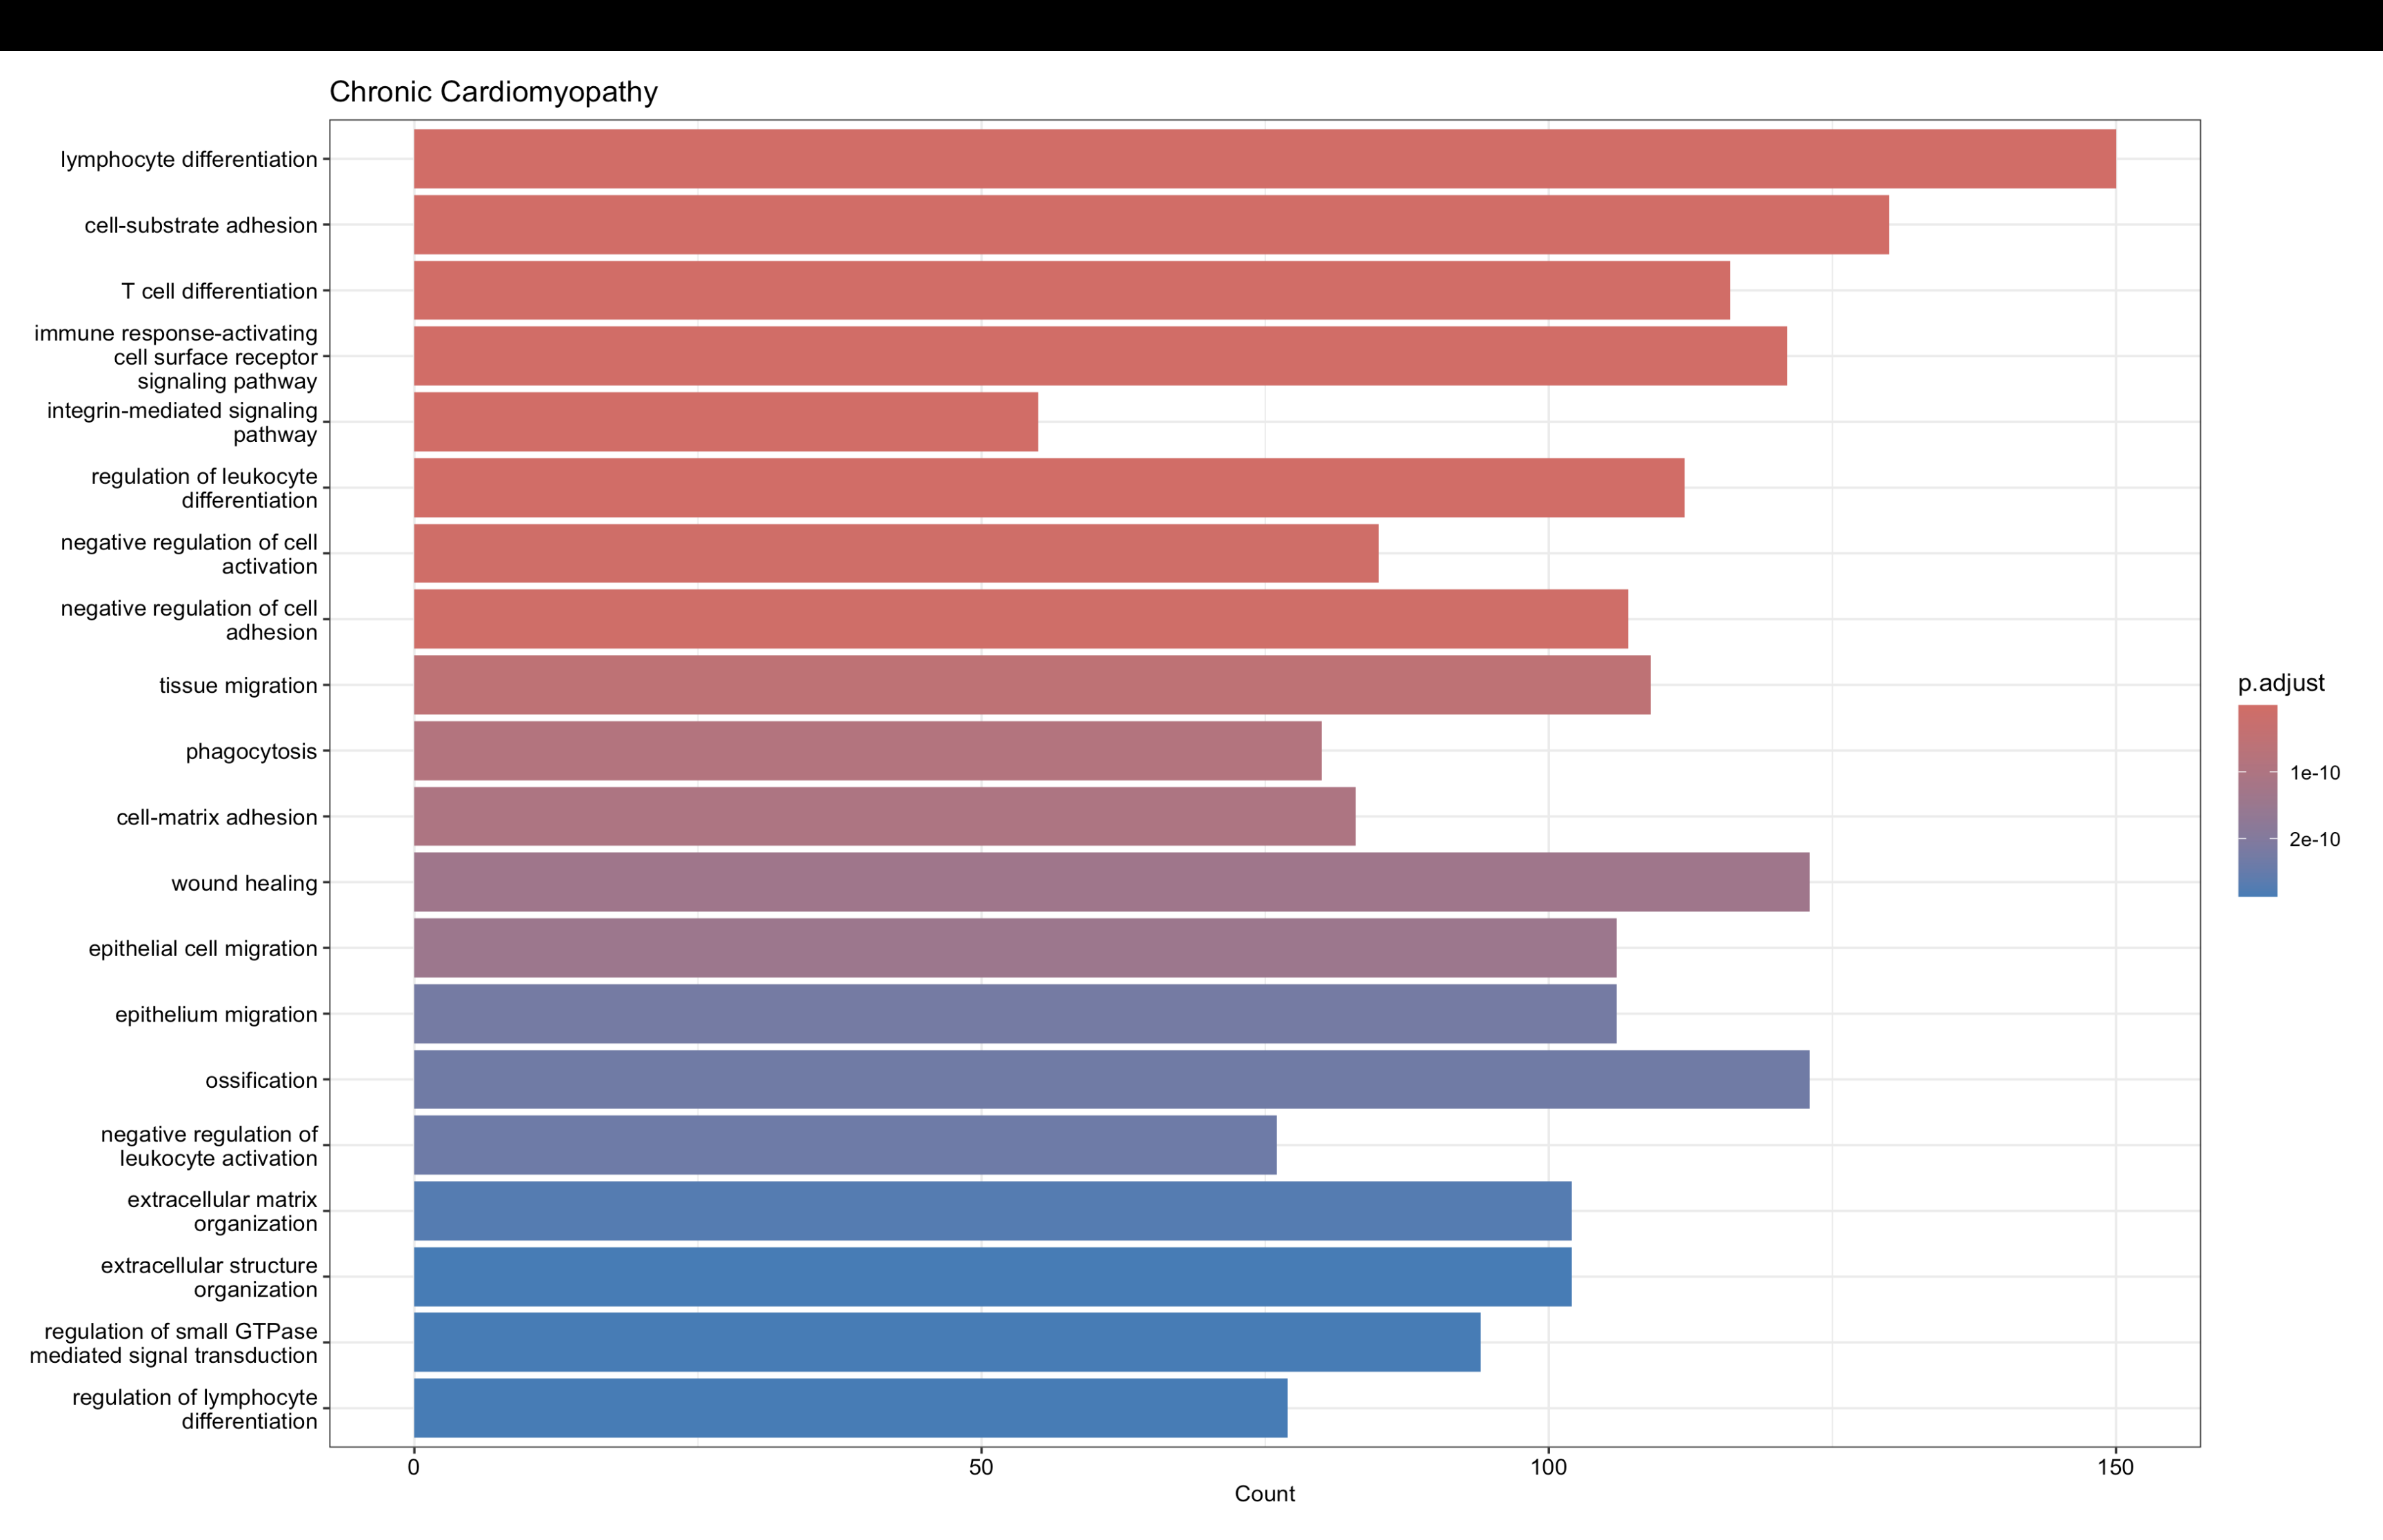 Chronic Cardiomyopathy
lymphocyte differentiation
cell-substrate adhesion
T cell differentiation
immune response-activating
cell surface receptor
signaling pathway
integrin-mediated signaling
pathway
regulation of leukocyte
differentiation
negative regulation of cell
activation
negative regulation of cell
adhesion
tissue migration
phagocytosis
cell-matrix adhesion
wound healing
epithelial cell migration
epithelium migration
ossification
negative regulation of
leukocyte activation
extracellular matrix
organization
extracellular structure
organization
regulation of small GTPase
mediated signal transduction
regulation of lymphocyte
differentiation
0 50 100 150
Count
p.adjust
1e-10
2e-10